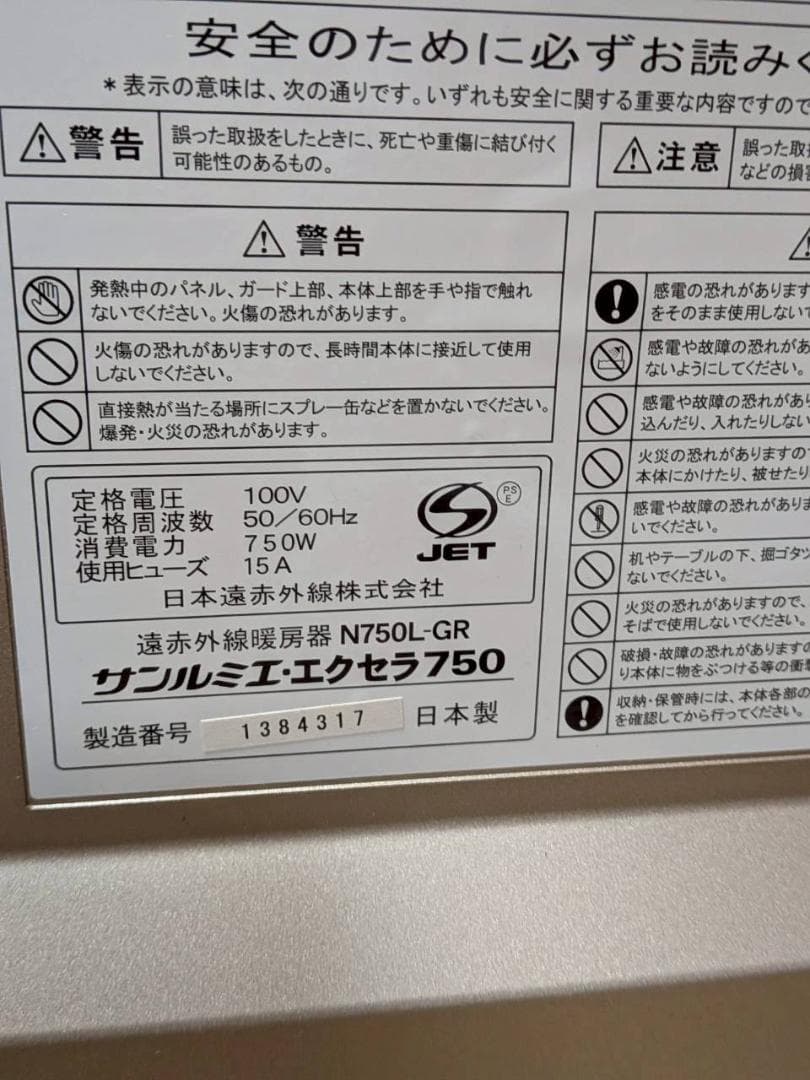 安全のために必ずお読みく
＊表示の意味は、次の通りです。いずれも安全に関する重要な内容ですので
警告
誤った取扱をしたときに、死亡や重傷に結び付く
可能性のあるもの。
注意
誤った取扱
などの損害
警告
発熱中のパネル、ガード上部、本体上部を手や指で触れ
ないでください。火傷の恐れがあります。
火傷の恐れがありますので、長時間本体に接近して使用
しないでください。
直接熱が当たる場所にスプレー缶などを置かないでください。
爆発・火災の恐れがあります。
感電の恐れがあります
をそのまま使用しないで
感電や故障の恐れがあ
ないようにしてください。
感電や故障の恐れがあり
込んだり、入れたりしない
火災の恐れがありますので
本体にかけたり、被せたり
感電や故障の恐れがありま
いでください。
机やテーブルの下、掘ゴタツ
ないでください。
火災の恐れがありますので、
そばで使用しないでください。
破損・故障の恐れがありますの
り本体に物をぶつける等の衝撃
収納・保管時には、本体各部の
を確認してから行ってください。
定格電圧 100V
定格周波数 50／60Hz
消費電力 750W
使用ヒューズ 15A
PS
E
JET
日本遠赤外線株式会社
遠赤外線暖房器 N750L-GR
サンルミエ・エクセラ750
製造番号 1384317 日本製